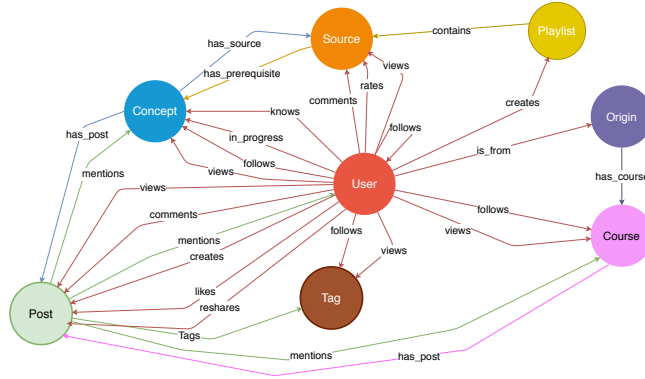 Playlist
contains
Source
has_source
views
has_prerequisite
rates
comments
creates
Concept
knows
Origin
has_post
follows
in_progress
is_from
mentions
follows
views
has_course
User
views
follows
comments
follows
views
Course
mentions
creates
views
likes
reshares
Tag
Post
Tags
mentions
has_post